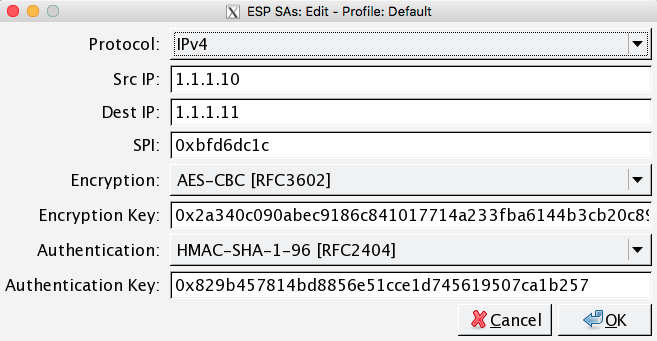 ESP SAs: Edit - Profile: Default
Protocol: IPv4
Src IP: 1.1.1.10
Dest IP: 1.1.1.11
SPI: 0xbfd6dc1c
Encryption: AES-CBC [RFC3602]
Encryption Key: 0x2a340c090abec9186c841017714a233fba6144b3cb20c89
Authentication: HMAC-SHA-1-96 [RFC2404]
Authentication Key: 0x829b457814bd8856e51cce1d745619507ca1b257
Cancel OK